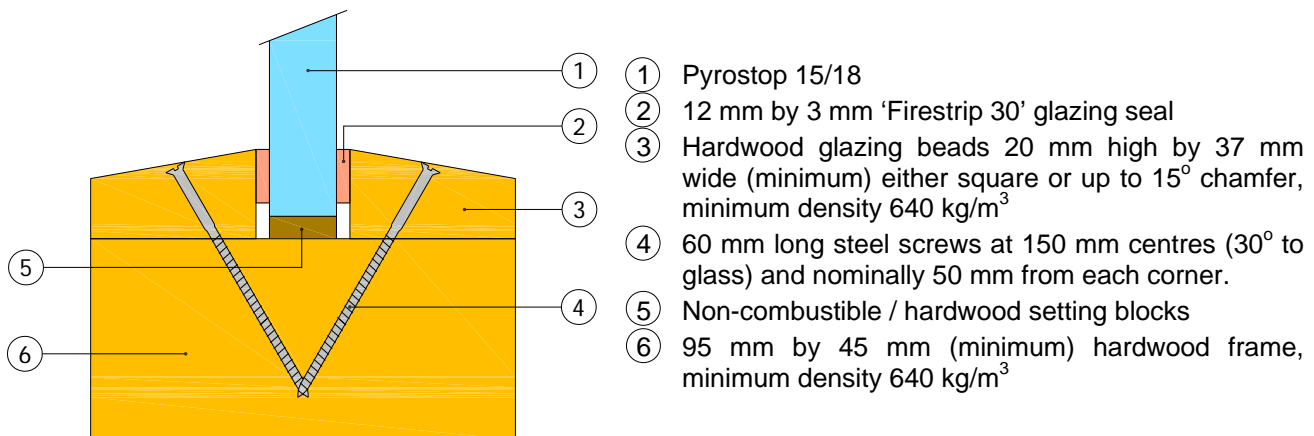 1
2
3
4
5
6
1 Pyrostop 15/18
2 12 mm by 3 mm ‘Firestrip 30’ glazing seal
3 Hardwood glazing beads 20 mm high by 37 mm
wide (minimum) either square or up to 15° chamfer,
minimum density 640 kg/m³
4 60 mm long steel screws at 150 mm centres (30° to
glass) and nominally 50 mm from each corner.
5 Non-combustible / hardwood setting blocks
6 95 mm by 45 mm (minimum) hardwood frame,
minimum density 640 kg/m³